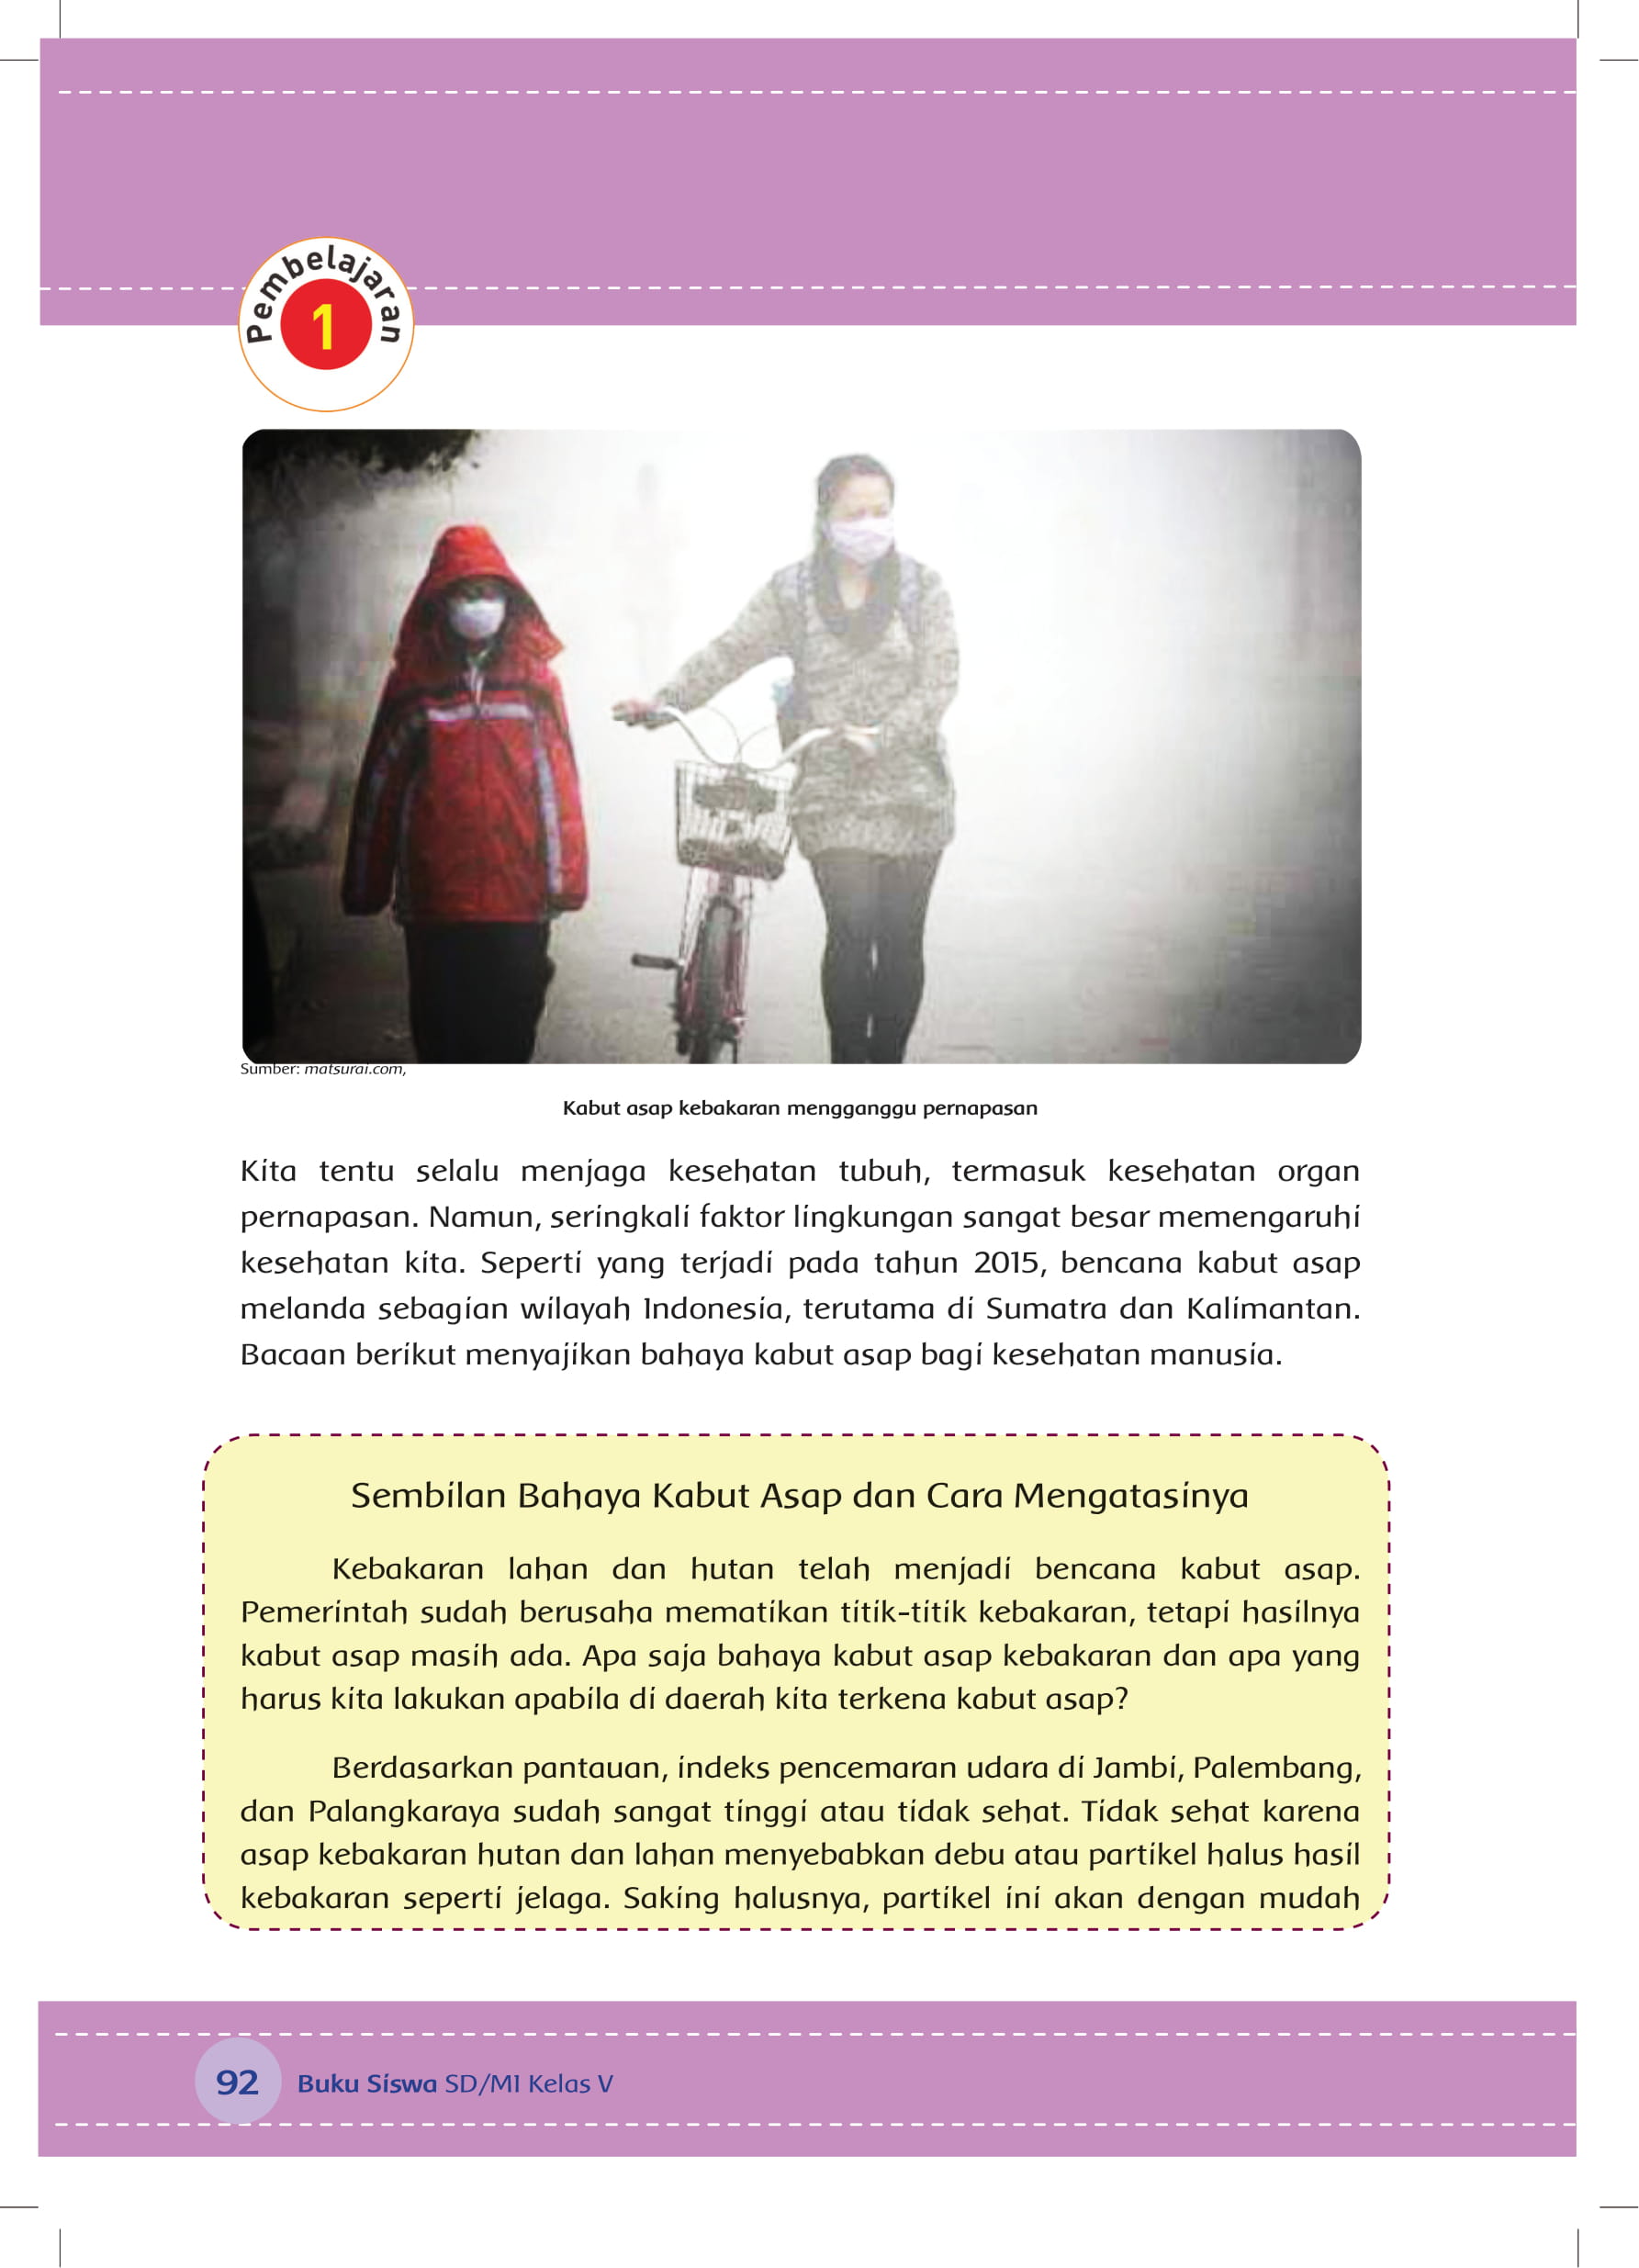 Pembelajaran
1
Sumber: matsurai.com,
Kabut asap kebakaran mengganggu pernapasan
Kita tentu selalu menjaga kesehatan tubuh, termasuk kesehatan organ
pernapasan. Namun, seringkali faktor lingkungan sangat besar memengaruhi
kesehatan kita. Seperti yang terjadi pada tahun 2015, bencana kabut asap
melanda sebagian wilayah Indonesia, terutama di Sumatra dan Kalimantan.
Bacaan berikut menyajikan bahaya kabut asap bagi kesehatan manusia.
Sembilan Bahaya Kabut Asap dan Cara Mengatasinya
Kebakaran lahan dan hutan telah menjadi bencana kabut asap.
Pemerintah sudah berusaha mematikan titik-titik kebakaran, tetapi hasilnya
kabut asap masih ada. Apa saja bahaya kabut asap kebakaran dan apa yang
harus kita lakukan apabila di daerah kita terkena kabut asap?
Berdasarkan pantauan, indeks pencemaran udara di Jambi, Palembang,
dan Palangkaraya sudah sangat tinggi atau tidak sehat. Tidak sehat karena
asap kebakaran hutan dan lahan menyebabkan debu atau partikel halus hasil
kebakaran seperti jelaga. Saking halusnya, partikel ini akan dengan mudah
92 Buku Siswa SD/MI Kelas V